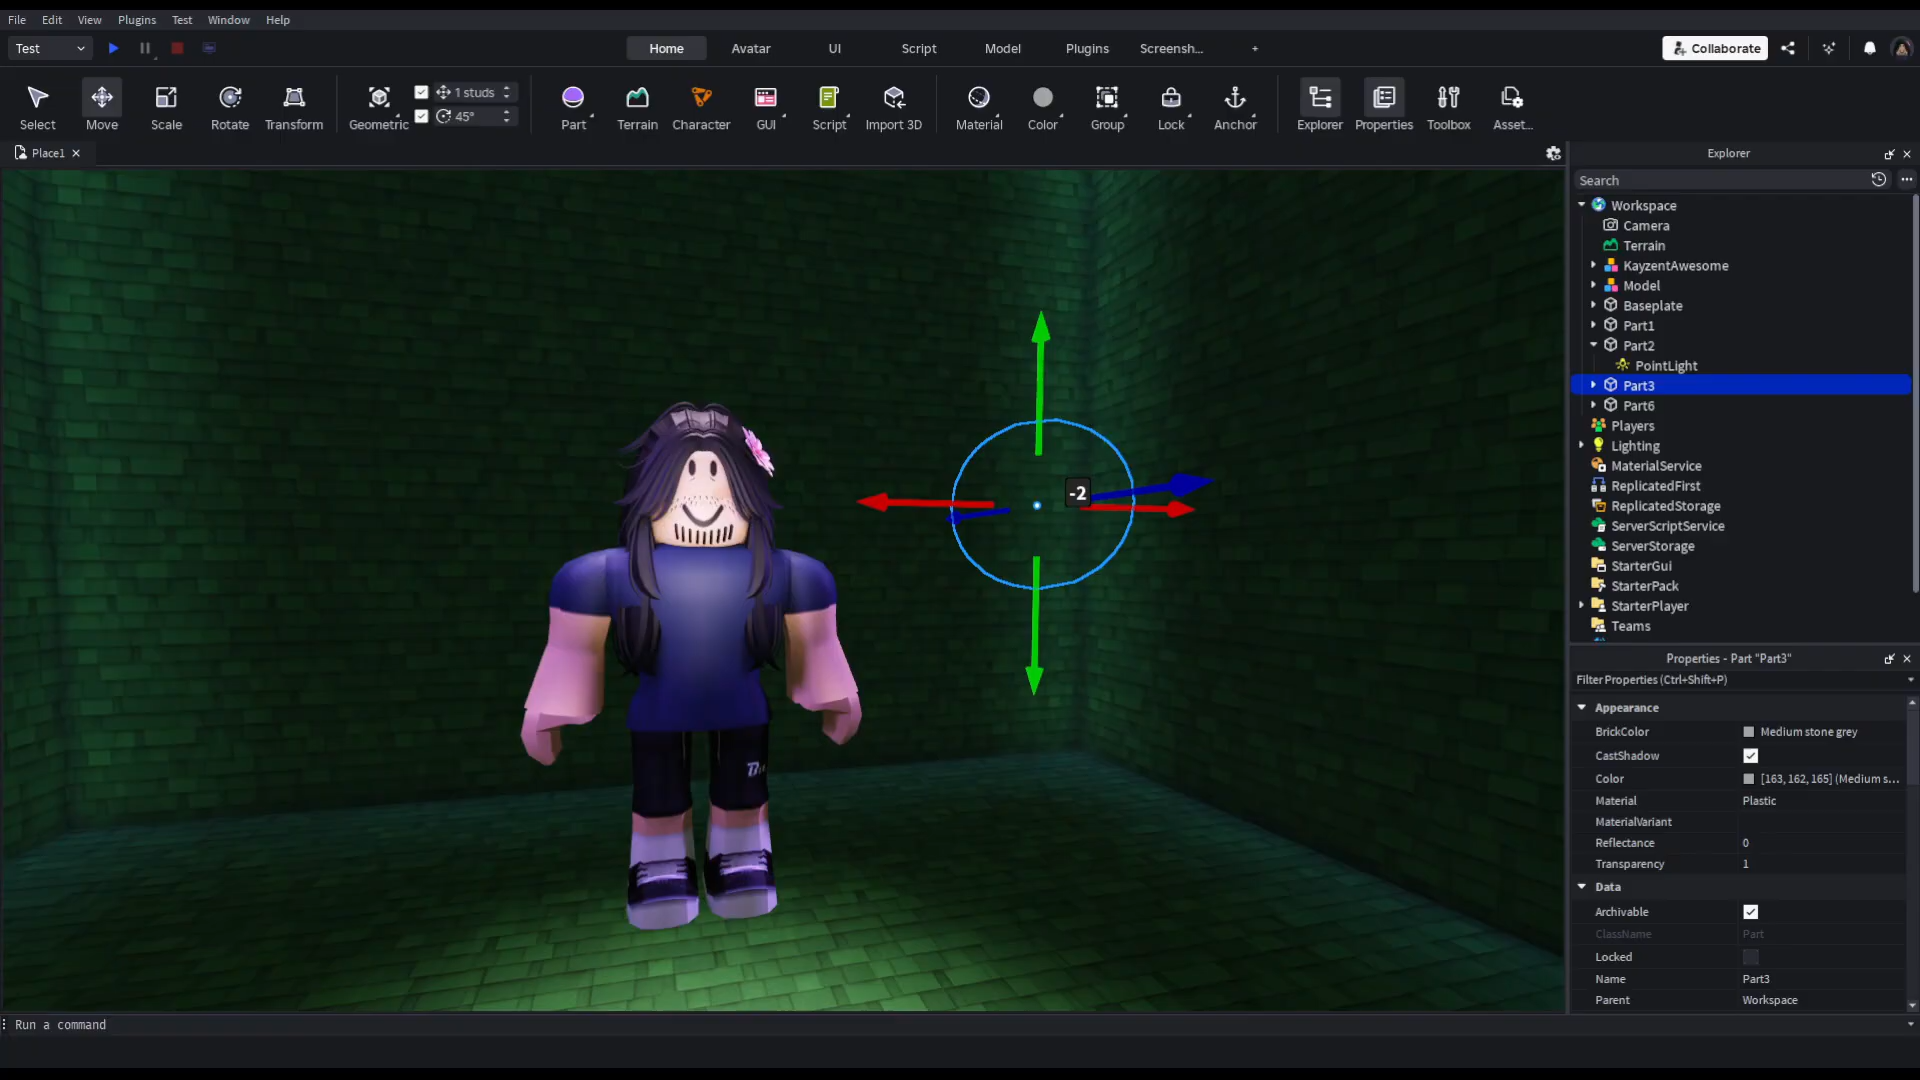 File Edit View Plugins Test Window Help
Test Home Avatar UI Script Model Plugins Screensh... + Collaborate
1 studs
45°
Select Move Scale Rotate Transform Geometric Part Terrain Character GUI Script Import 3D Material Color Group Lock Anchor Explorer Properties Toolbox Asset...
Place1
Explorer
Search
Workspace
Camera
Terrain
KayzentAwesome
Model
Baseplate
Part1
Part2
PointLight
Part3
Part6
Players
Lighting
MaterialService
ReplicatedFirst
ReplicatedStorage
ServerScriptService
ServerStorage
StarterGui
StarterPack
StarterPlayer
Teams
-2
Properties - Part "Part3"
Filter Properties (Ctrl+Shift+P)
Appearance
BrickColor Medium stone grey
CastShadow
Color [163, 162, 165] (Medium s...
Material Plastic
MaterialVariant
Reflectance 0
Transparency 1
Data
Archivable
ClassName Part
Locked
Name Part3
Parent Workspace
Run a command